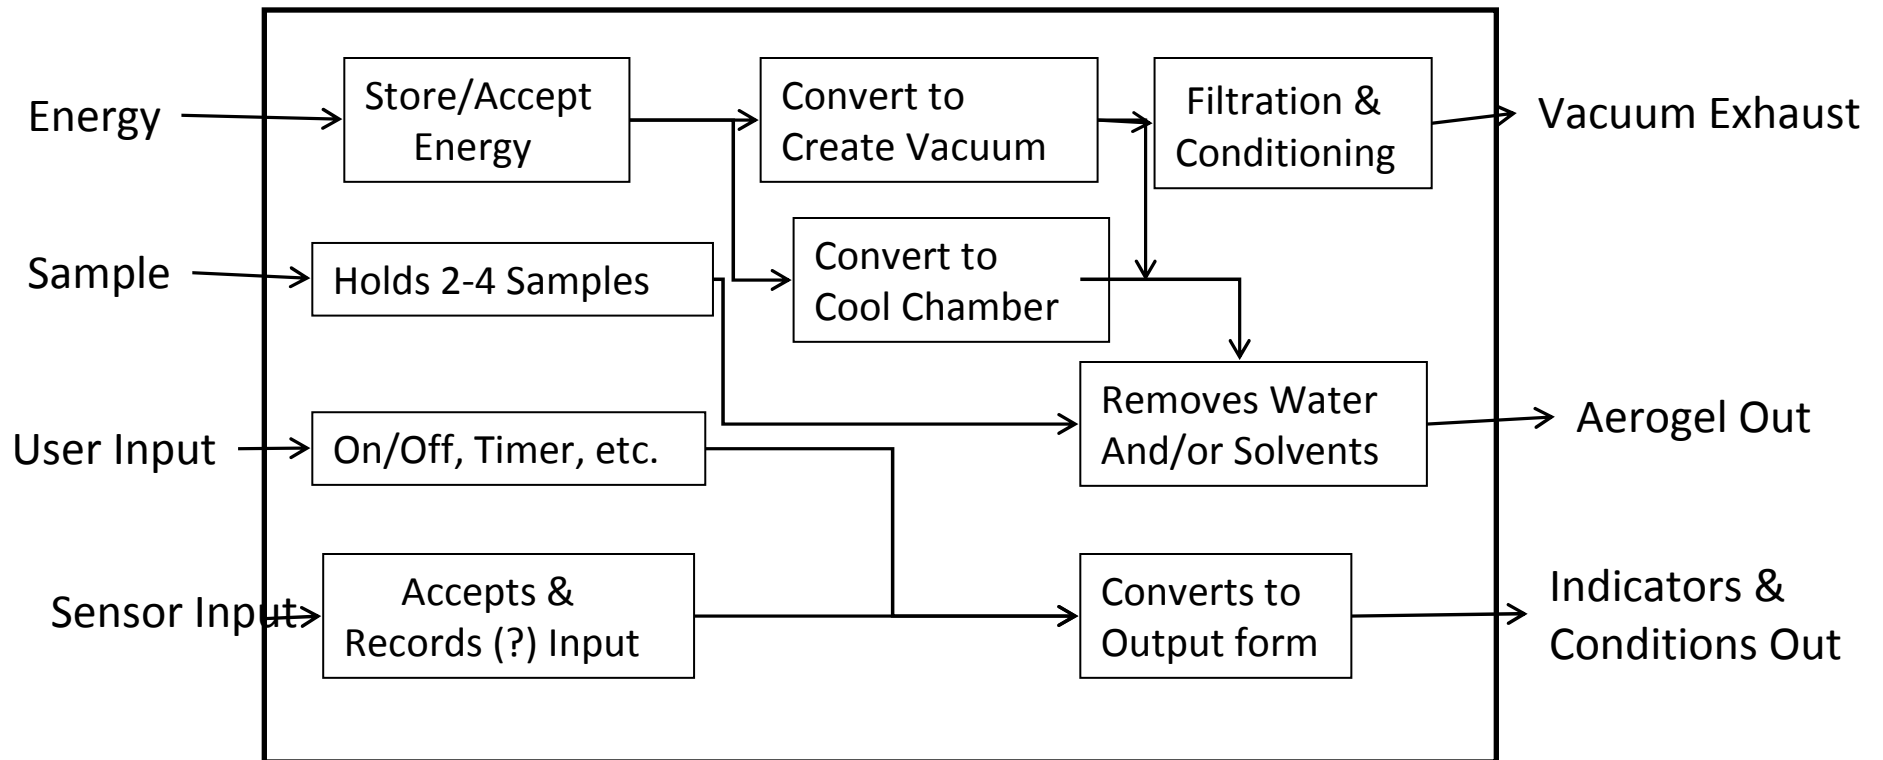 Energy
Store/Accept
Energy
Convert to
Create Vacuum
Filtration &
Conditioning
Vacuum Exhaust
Sample
Holds 2-4 Samples
Convert to
Cool Chamber
Removes Water
And/or Solvents
Aerogel Out
User Input
On/Off, Timer, etc.
Sensor Input
Accepts &
Records (?) Input
Converts to
Output form
Indicators &
Conditions Out